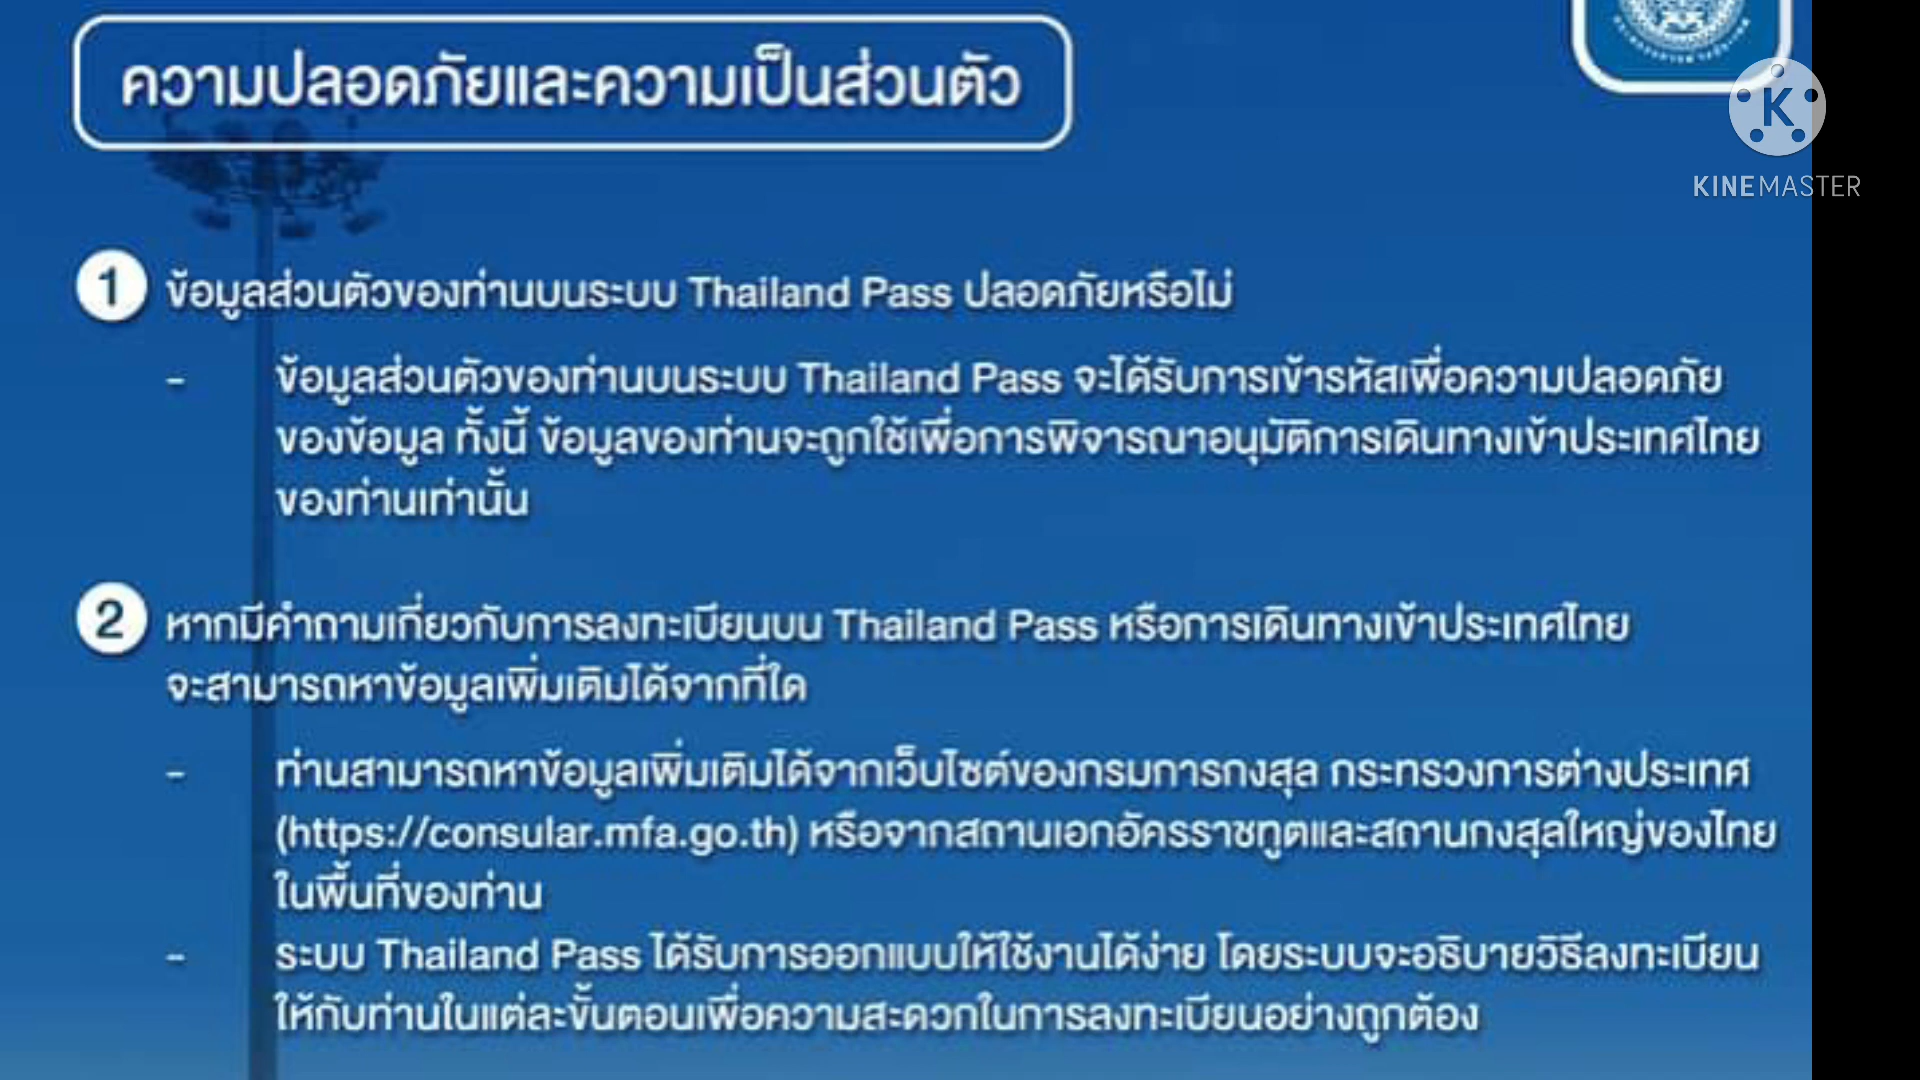 ความปลอดภัยและความเป็นส่วนตัว
K
KINEMASTER
1 ข้อมูลส่วนตัวของท่านบนระบบ Thailand Pass ปลอดภัยหรือไม่
- ข้อมูลส่วนตัวของท่านบนระบบ Thailand Pass จะได้รับการเข้ารหัสเพื่อความปลอดภัย
ของข้อมูล ทั้งนี้ ข้อมูลของท่านจะถูกใช้เพื่อการพิจารณาอนุมัติการเดินทางเข้าประเทศไทย
ของท่านเท่านั้น
2 หากมีคำถามเกี่ยวกับการลงทะเบียนบน Thailand Pass หรือการเดินทางเข้าประเทศไทย
จะสามารถหาข้อมูลเพิ่มเติมได้จากที่ใด
- ท่านสามารถหาข้อมูลเพิ่มเติมได้จากเว็บไซต์ของกรมการกงสุล กระทรวงการต่างประเทศ
(https://consular.mfa.go.th) หรือจากสถานเอกอัครราชทูตและสถานกงสุลใหญ่ของไทย
ในพื้นที่ของท่าน
- ระบบ Thailand Pass ได้รับการออกแบบให้ใช้งานได้ง่าย โดยระบบจะอธิบายวิธีลงทะเบียน
ให้กับท่านในแต่ละขั้นตอนเพื่อความสะดวกในการลงทะเบียนอย่างถูกต้อง